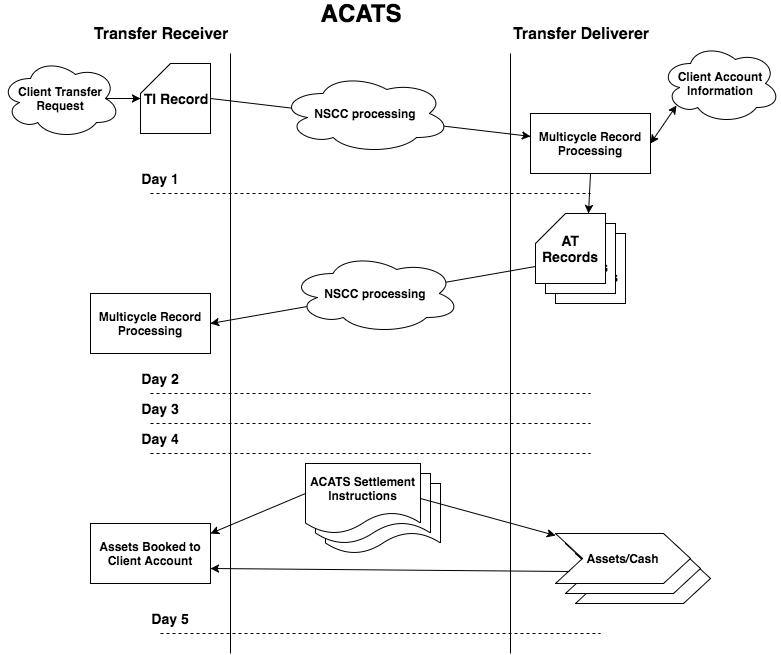 ACATS
Transfer Receiver
Transfer Deliverer
Client Transfer
Request
TI Record
NSCC processing
Client Account
Information
Multicycle Record
Processing
Day 1
AT
Records
NSCC processing
Multicycle Record
Processing
Day 2
Day 3
Day 4
ACATS Settlement
Instructions
Assets Booked to
Client Account
Assets/Cash
Day 5